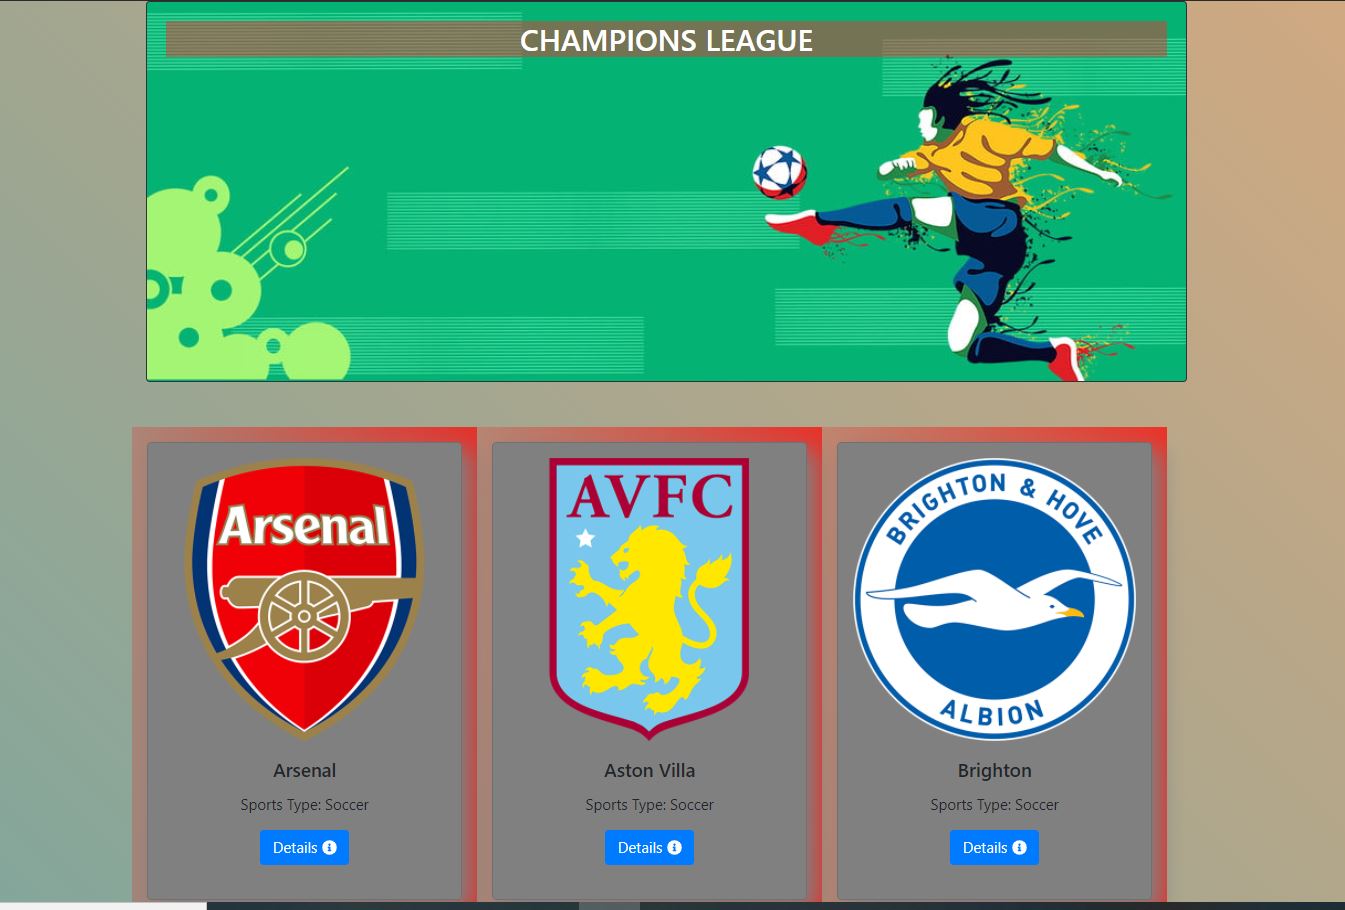 CHAMPIONS LEAGUE
Arsenal
AVFC
BRIGHTON & HOVE
ALBION
Arsenal
Aston Villa
Brighton
Sports Type: Soccer
Sports Type: Soccer
Sports Type: Soccer
Details
Details
Details